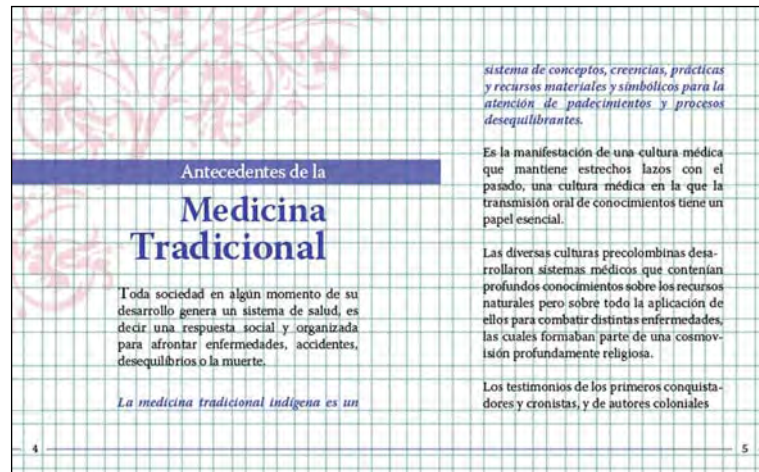 Antecedentes de la
Medicina
Tradicional
Toda sociedad en algún momento de su
desarrollo genera un sistema de salud, es
decir una respuesta social y organizada
para afrontar enfermedades, accidentes,
desequilibrios o la muerte.
La medicina tradicional indígena es un
4
sistema de conceptos, creencias, prácticas
y recursos materiales y simbólicos para la
atención de padecimientos y procesos
desequilibrantes.
Es la manifestación de una cultura médica
que mantiene estrechos lazos con el
pasado, una cultura médica en la que la
transmisión oral de conocimientos tiene un
papel esencial.
Las diversas culturas precolombinas desa-
rrollaron sistemas médicos que contenían
profundos conocimientos sobre los recursos
naturales pero sobre todo la aplicación de
ellos para combatir distintas enfermedades,
las cuales formaban parte de una cosmov-
isión profundamente religiosa.
Los testimonios de los primeros conquista-
dores y cronistas, y de autores coloniales
5